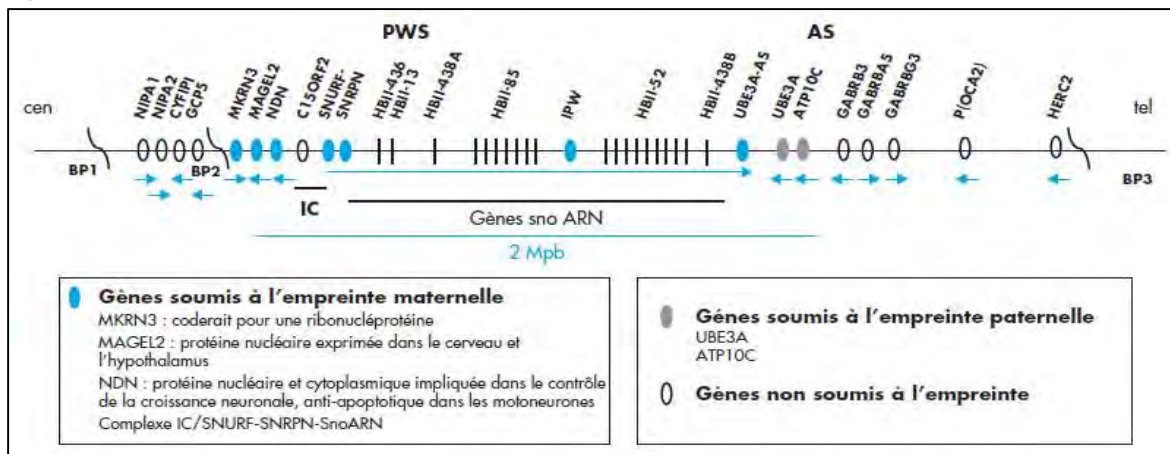 PWS
AS
cen
NIPA1
NIPA2
CYFIP1
GCP5
MKRN3
MAGEL2
NDN
C15ORF2
SNURF-
SNRPN
HBII-436
HBII-13
HBII-438A
HBII-85
IPW
HBII-52
HBII-438B
UBE3A-AS
UBE3A
ATP10C
GABRB3
GABRA5
GABRBG3
P(OCA2)
HERC2
tel
BP1
BP2
BP3
IC
Gènes sno ARN
2 Mpb
Gènes soumis à l'empreinte maternelle
MKRN3 : coderait pour une ribonucléprotéine
MAGEL2 : protéine nucléaire exprimée dans le cerveau et
l'hypothalamus
NDN : protéine nucléaire et cytoplasmique impliquée dans le contrôle
de la croissance neuronale, anti-apoptotique dans les motoneurones
Complexe IC/SNURF-SNRPN-SnoARN
Génes soumis à l'empreinte paternelle
UBE3A
ATP10C
Gènes non soumis à l'empreinte